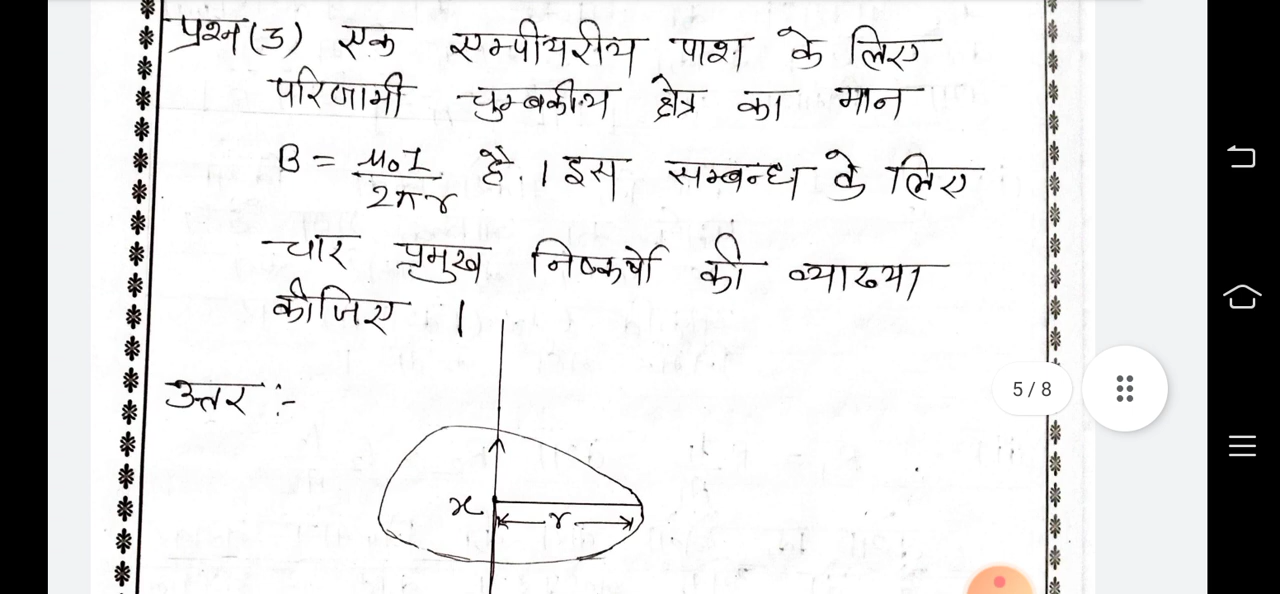 प्रश्न (3) एक एम्पीयरीय पाश के लिए
परिणामी चुम्बकीय क्षेत्र का मान
B = μ₀I / 2πr है । इस सम्बन्ध के लिए
चार प्रमुख निष्कर्षो की व्याख्या
कीजिए ।
उत्तर :-
x
r
5 / 8